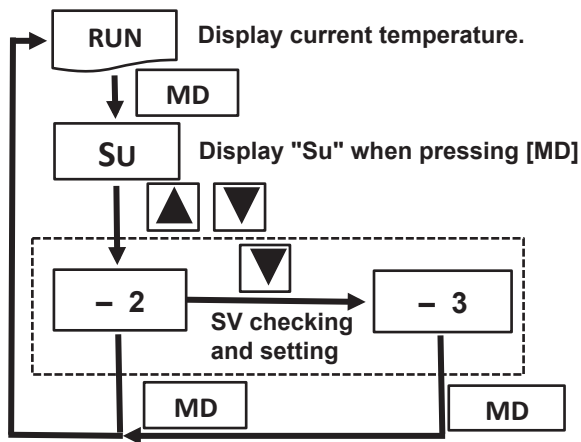 RUN
Display current temperature.
MD
SU
Display "Su" when pressing [MD]
– 2
SV checking
and setting
– 3
MD
MD